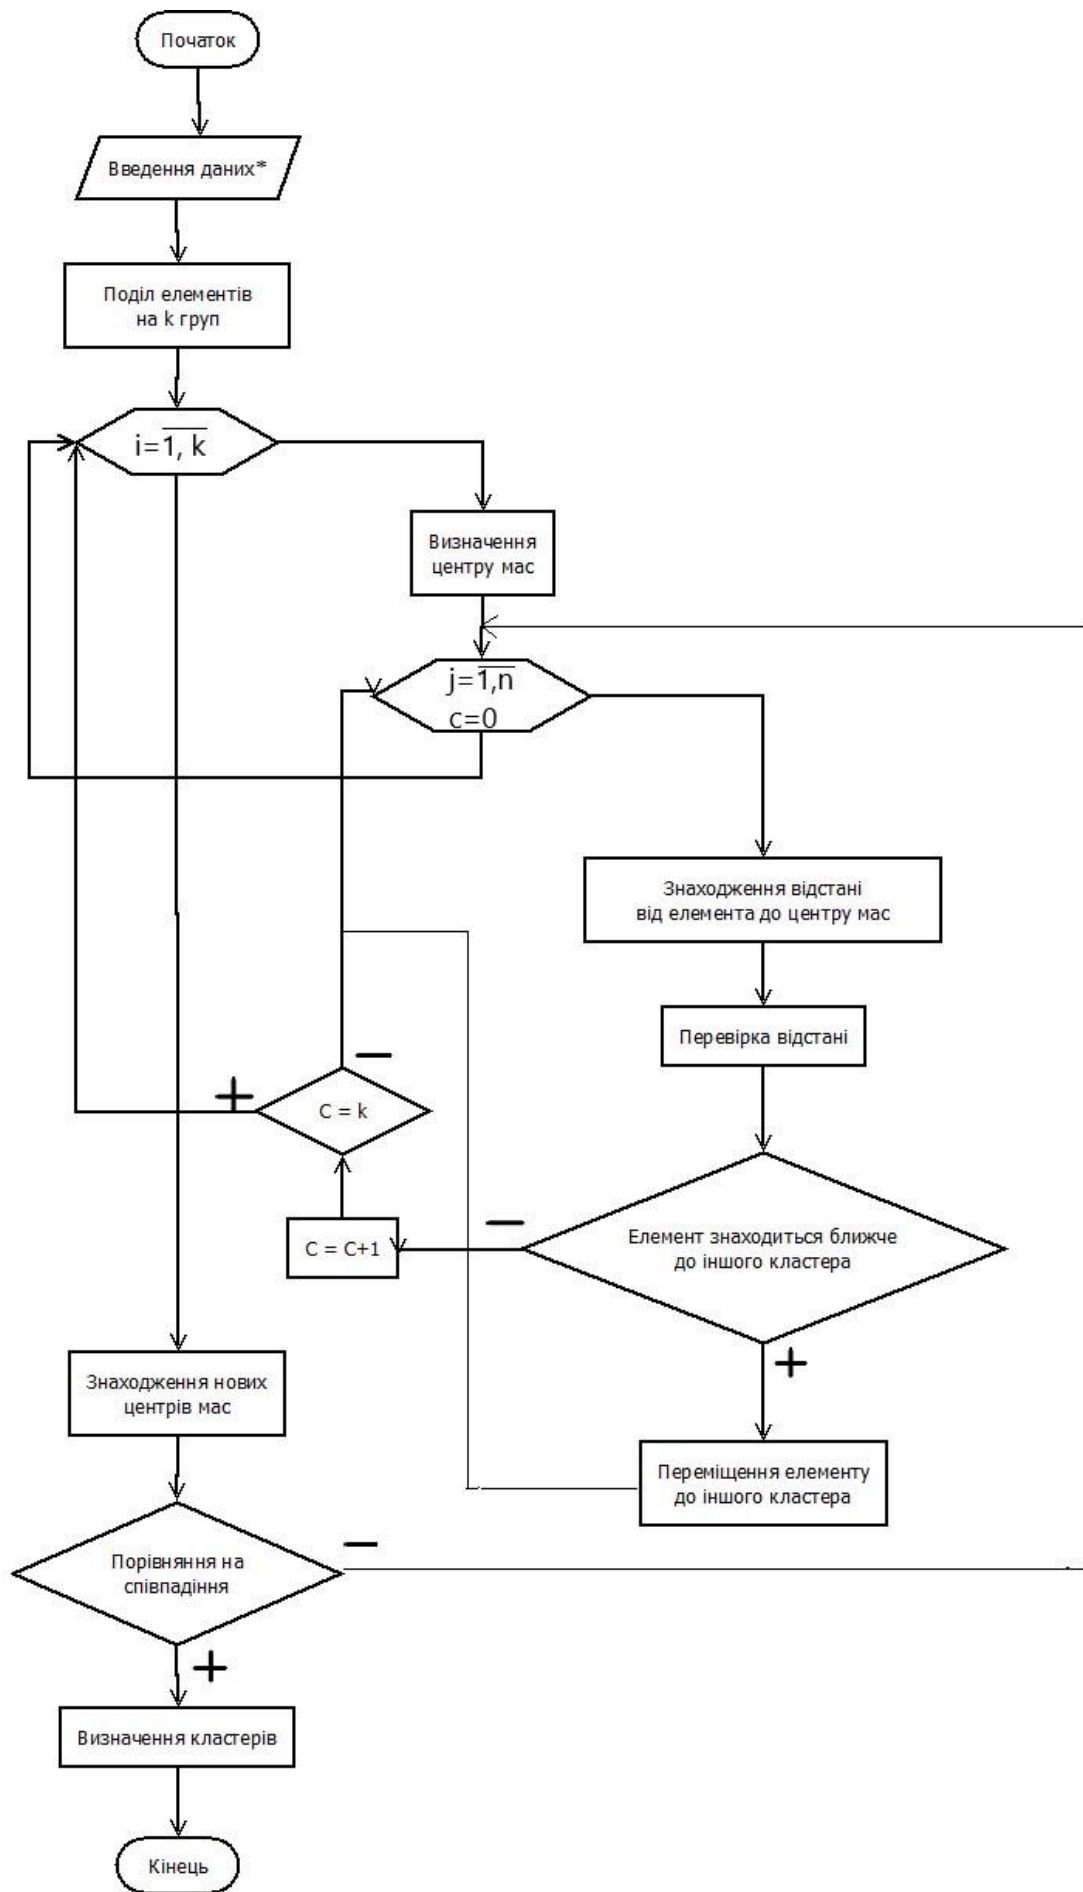 Початок
Введення даних*
Поділ елементів
на k груп
i=1, k
Визначення
центру мас
j=1,n
c=0
Знаходження відстані
від елемента до центру мас
Перевірка відстані
−
+
C = k
−
C = C+1
Елемент знаходиться ближче
до іншого кластера
+
Знаходження нових
центрів мас
Переміщення елементу
до іншого кластера
−
Порівняння на
співпадіння
+
Визначення кластерів
Кінець